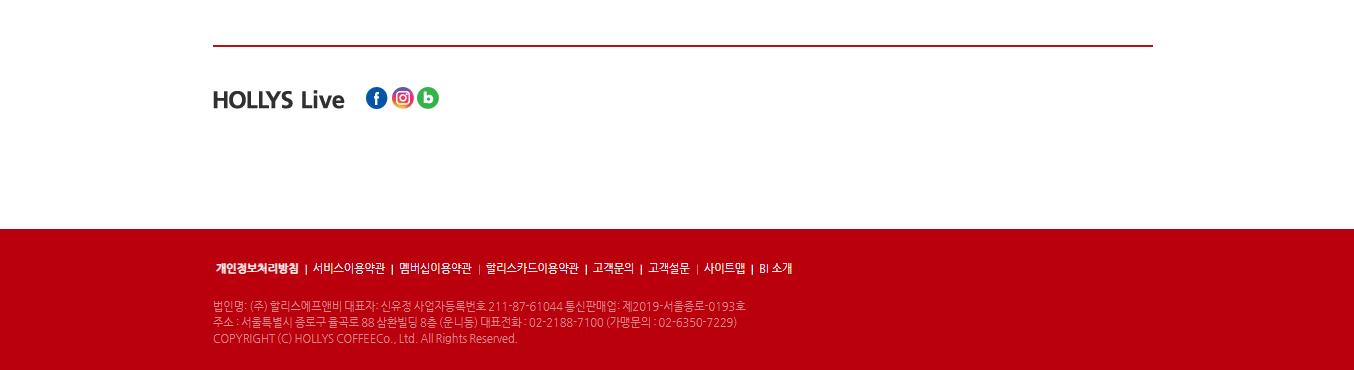 HOLLYS Live
개인정보처리방침 | 서비스이용약관 | 멤버십이용약관 | 할리스카드이용약관 | 고객문의 | 고객설문 | 사이트맵 | BI 소개
법인명: (주) 할리스에프앤비 대표자: 신유정 사업자등록번호 211-87-61044 통신판매업: 제2019-서울종로-0193호
주소 : 서울특별시 종로구 율곡로 88 삼환빌딩 8층 (운니동) 대표전화 : 02-2188-7100 (가맹문의 : 02-6350-7229)
COPYRIGHT (C) HOLLYS COFFEECo., Ltd. All Rights Reserved.